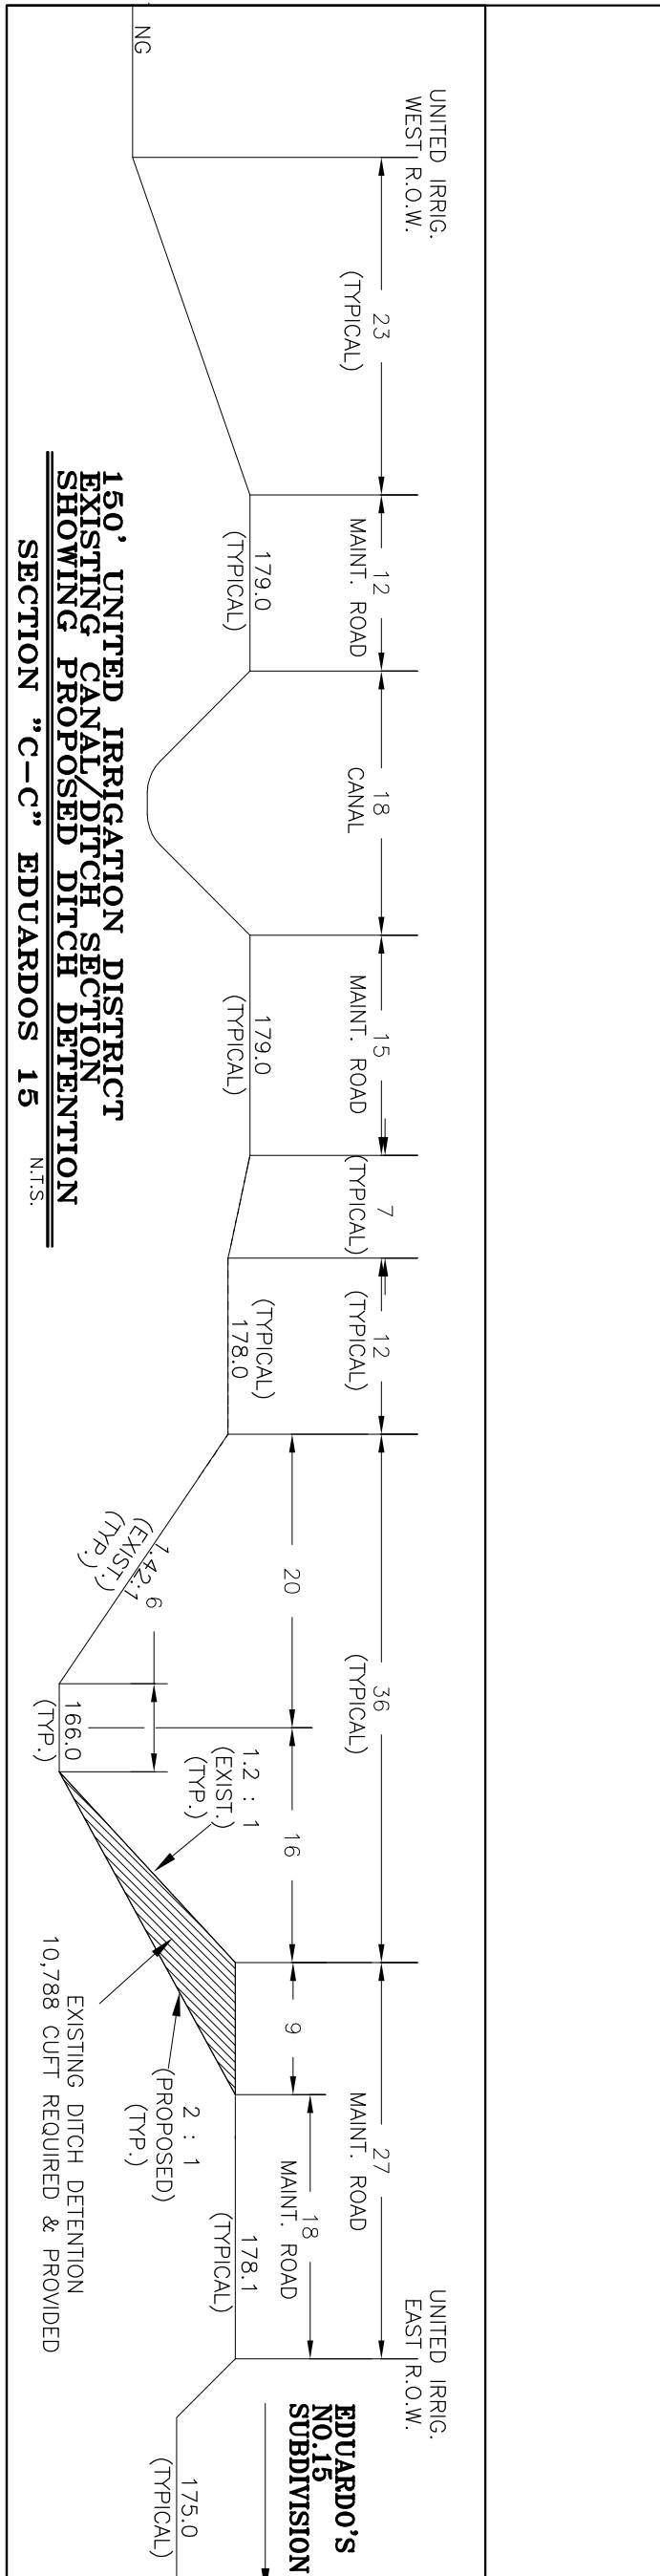 UNITED IRRIG.
WEST R.O.W.
UNITED IRRIG.
EAST R.O.W.
23
(TYPICAL)
12
MAINT. ROAD
18
CANAL
15
MAINT. ROAD
7
(TYPICAL)
12
(TYPICAL)
36
(TYPICAL)
27
MAINT. ROAD
20
16
9
18
MAINT. ROAD
EDUARDO'S
NO.15
SUBDIVISION
NG
179.0
(TYPICAL)
179.0
(TYPICAL)
(TYPICAL)
178.0
1.42:1
(EXIST.)
(TYP.)
6
166.0
(TYP.)
1.2 : 1
(EXIST.)
(TYP.)
2 : 1
(PROPOSED)
(TYP.)
178.1
(TYPICAL)
175.0
(TYPICAL)
EXISTING DITCH DETENTION
10,788 CUFT REQUIRED & PROVIDED
150' UNITED IRRIGATION DISTRICT
EXISTING CANAL/DITCH SECTION
SHOWING PROPOSED DITCH DETENTION
SECTION "C-C" EDUARDOS 15
N.T.S.